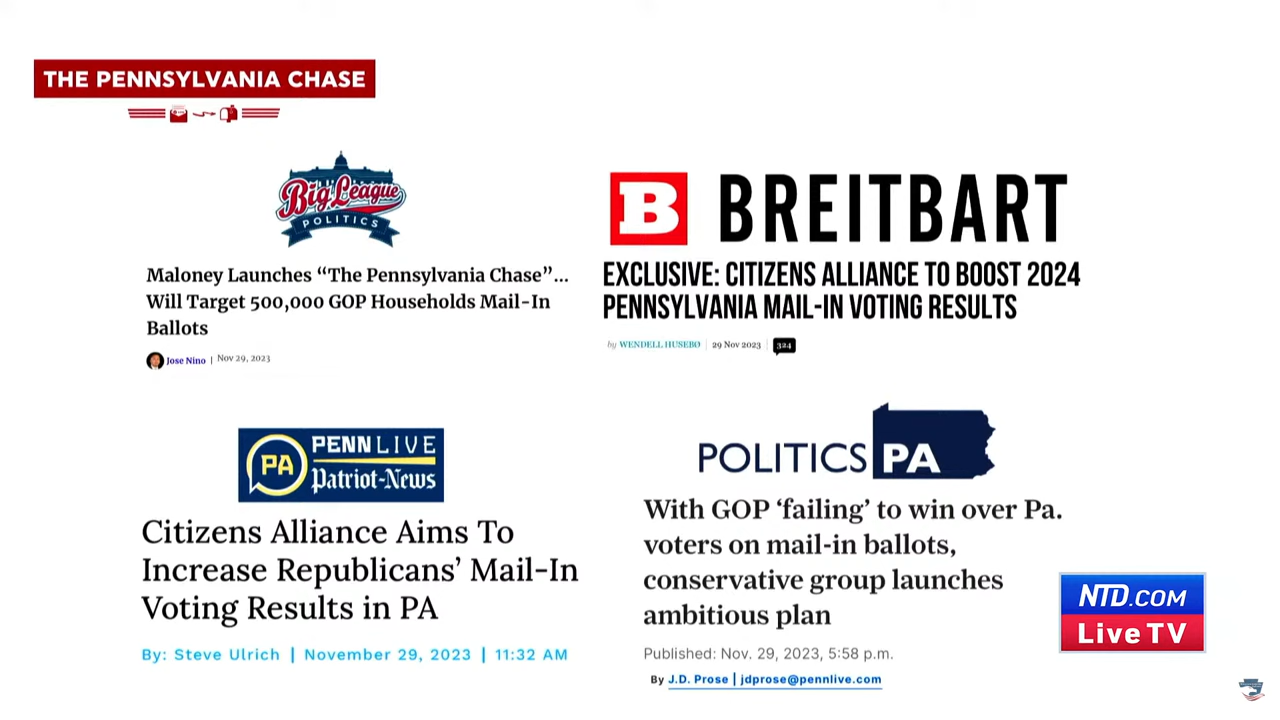 THE PENNSYLVANIA CHASE
Big League
POLITICS
Maloney Launches “The Pennsylvania Chase”...
Will Target 500,000 GOP Households Mail-In
Ballots
Jose Nino | Nov 29, 2023
B BREITBART
EXCLUSIVE: CITIZENS ALLIANCE TO BOOST 2024
PENNSYLVANIA MAIL-IN VOTING RESULTS
by WENDELL HUSEBØ | 29 Nov 2023 | 324
PA PENNLIVE
Patriot-News
Citizens Alliance Aims To
Increase Republicans’ Mail-In
Voting Results in PA
By: Steve Ulrich | November 29, 2023 | 11:32 AM
POLITICS PA
With GOP ‘failing’ to win over Pa.
voters on mail-in ballots,
conservative group launches
ambitious plan
Published: Nov. 29, 2023, 5:58 p.m.
By J.D. Prose | jdprose@pennlive.com
NTD.COM
Live TV